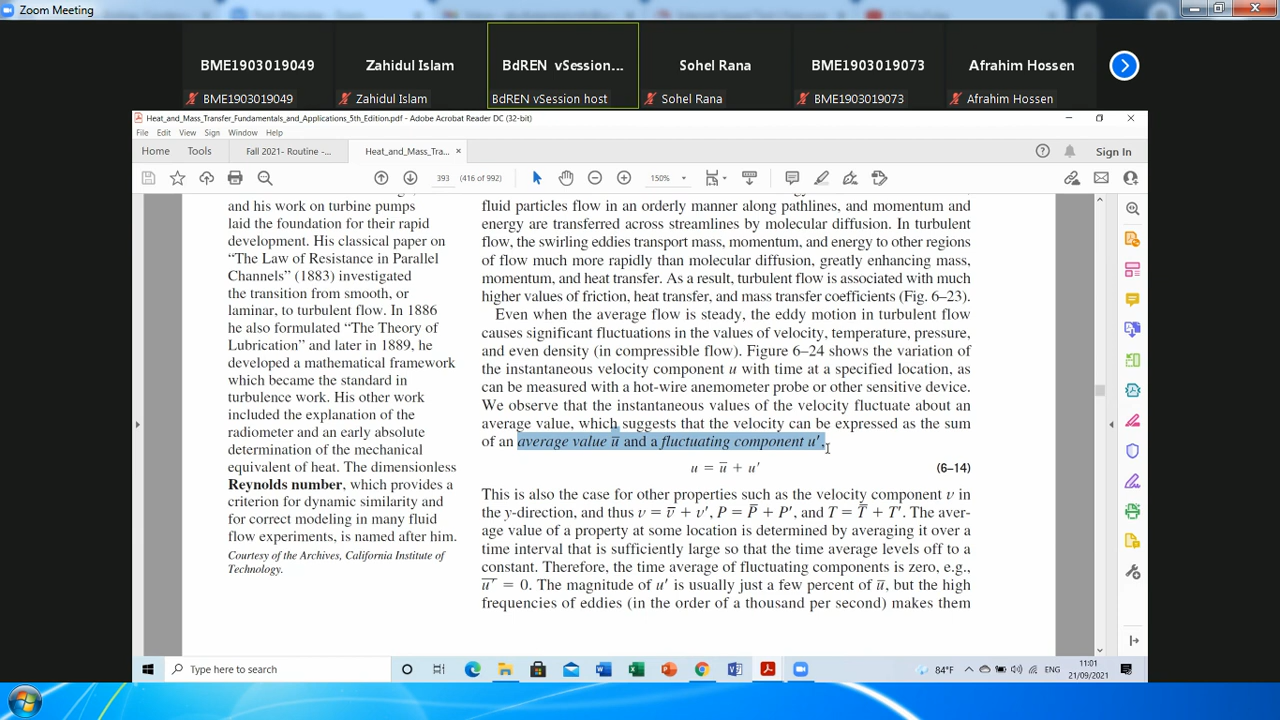 Zoom Meeting
BME1903019049
Zahidul Islam
BdREN vSession...
Sohel Rana
BME1903019073
Afrahim Hossen
BME1903019049
Zahidul Islam
BdREN vSession host
Sohel Rana
BME1903019073
Afrahim Hossen
Heat_and_Mass_Transfer_Fundamentals_and_Applications_5th_Edition.pdf - Adobe Acrobat Reader DC (32-bit)
File Edit View Sign Window Help
Home Tools Fall 2021- Routine -... Heat_and_Mass_Tra... × Sign In
393 (416 of 992) 150%
and his work on turbine pumps
laid the foundation for their rapid
development. His classical paper on
“The Law of Resistance in Parallel
Channels” (1883) investigated
the transition from smooth, or
laminar, to turbulent flow. In 1886
he also formulated “The Theory of
Lubrication” and later in 1889, he
developed a mathematical framework
which became the standard in
turbulence work. His other work
included the explanation of the
radiometer and an early absolute
determination of the mechanical
equivalent of heat. The dimensionless
Reynolds number, which provides a
criterion for dynamic similarity and
for correct modeling in many fluid
flow experiments, is named after him.
Courtesy of the Archives, California Institute of
Technology.
fluid particles flow in an orderly manner along pathlines, and momentum and
energy are transferred across streamlines by molecular diffusion. In turbulent
flow, the swirling eddies transport mass, momentum, and energy to other regions
of flow much more rapidly than molecular diffusion, greatly enhancing mass,
momentum, and heat transfer. As a result, turbulent flow is associated with much
higher values of friction, heat transfer, and mass transfer coefficients (Fig. 6–23).
Even when the average flow is steady, the eddy motion in turbulent flow
causes significant fluctuations in the values of velocity, temperature, pressure,
and even density (in compressible flow). Figure 6–24 shows the variation of
the instantaneous velocity component u with time at a specified location, as
can be measured with a hot-wire anemometer probe or other sensitive device.
We observe that the instantaneous values of the velocity fluctuate about an
average value, which suggests that the velocity can be expressed as the sum
of an average value u̅ and a fluctuating component u′,
u = u̅ + u′ (6–14)
This is also the case for other properties such as the velocity component v in
the y-direction, and thus v = v̅ + v′, P = P̅ + P′, and T = T̅ + T′. The aver-
age value of a property at some location is determined by averaging it over a
time interval that is sufficiently large so that the time average levels off to a
constant. Therefore, the time average of fluctuating components is zero, e.g.,
u̅′̅ = 0. The magnitude of u′ is usually just a few percent of u̅, but the high
frequencies of eddies (in the order of a thousand per second) makes them
Type here to search
84°F ENG
11:01
21/09/2021